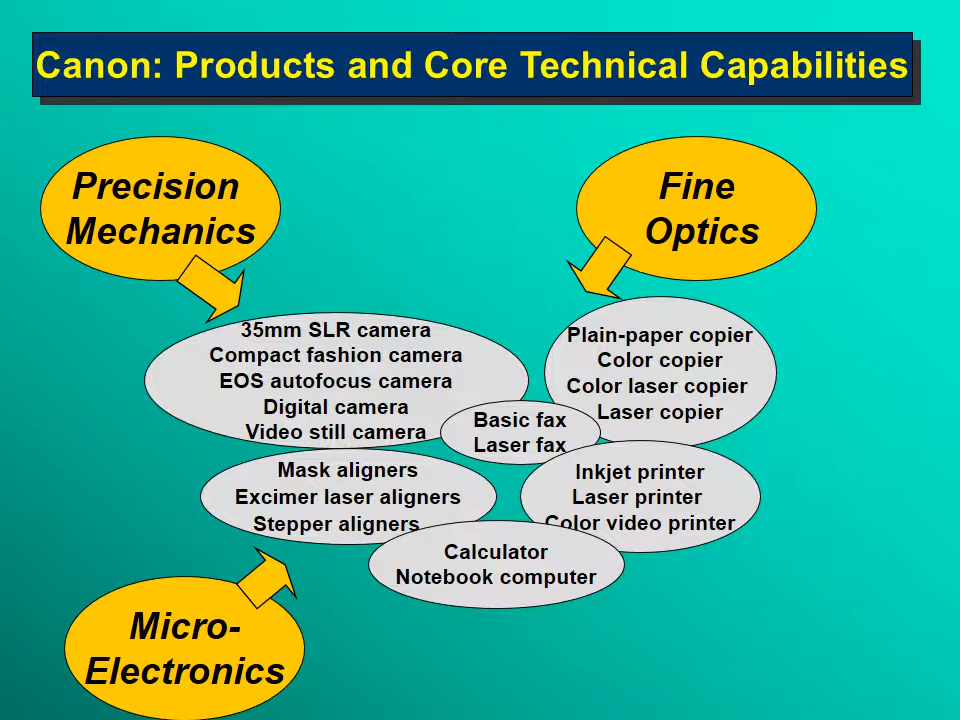 Canon: Products and Core Technical Capabilities
Precision
Mechanics
Fine
Optics
35mm SLR camera
Compact fashion camera
EOS autofocus camera
Digital camera
Video still camera
Plain-paper copier
Color copier
Color laser copier
Laser copier
Basic fax
Laser fax
Mask aligners
Excimer laser aligners
Stepper aligners
Inkjet printer
Laser printer
Color video printer
Calculator
Notebook computer
Micro-
Electronics